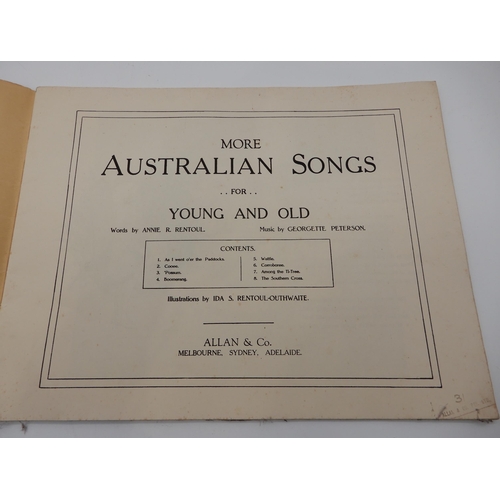 MORE
AUSTRALIAN SONGS
. . FOR . .
YOUNG AND OLD
Words by ANNIE R. RENTOUL. Music by GEORGETTE PETERSON.
CONTENTS.
1. As I went o'er the Paddocks.
2. Cooee.
3. 'Possum.
4. Boomerang.
5. Wattle.
6. Corroboree.
7. Among the Ti-Tree.
8. The Southern Cross.
Illustrations by IDA S. RENTOUL-OUTHWAITE.
ALLAN & Co.
MELBOURNE, SYDNEY, ADELAIDE.
3